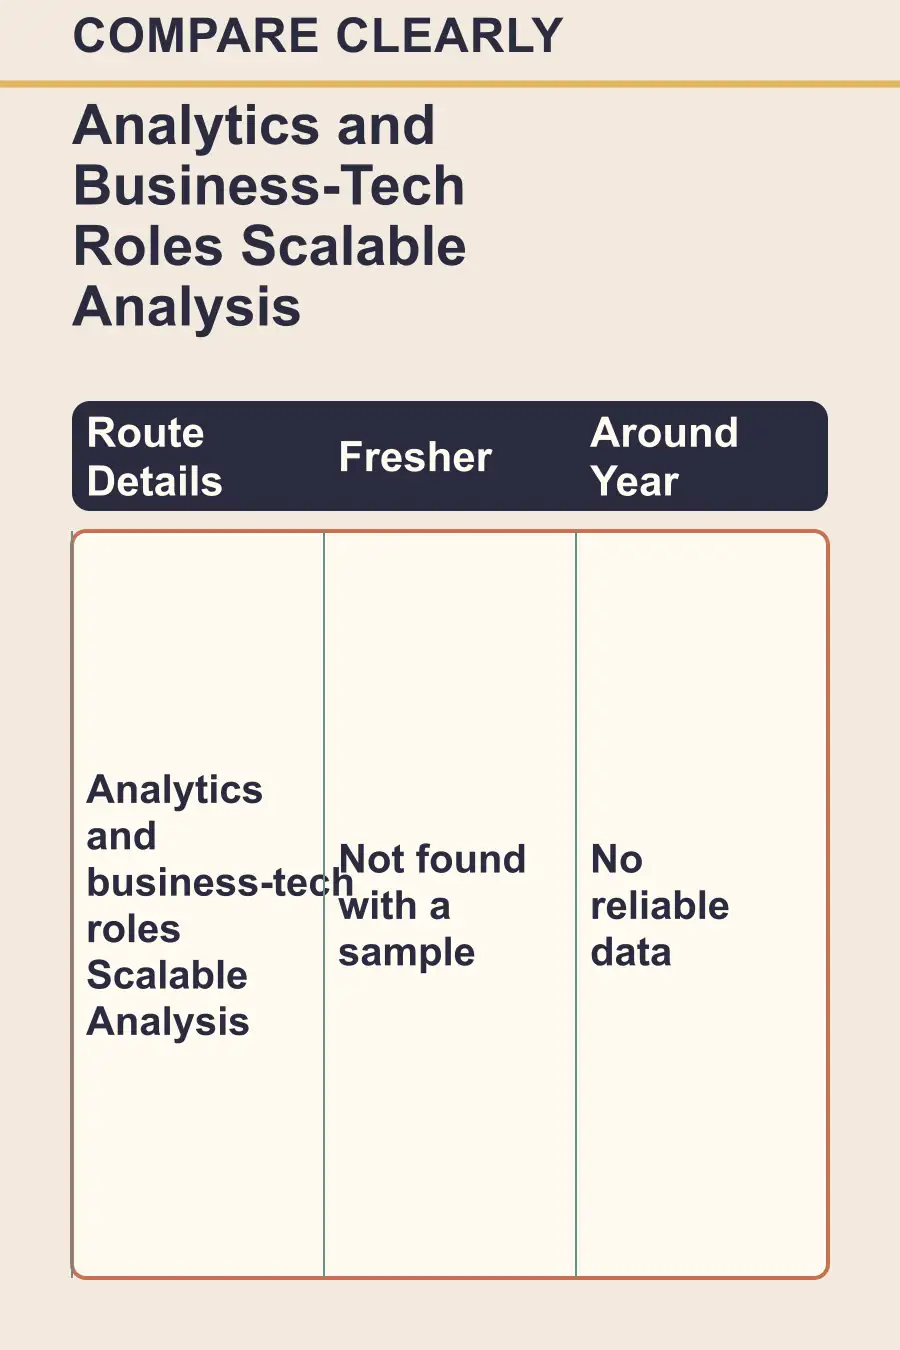 COMPARE CLEARLY
Analytics and
Business-Tech
Roles Scalable
Analysis
Route
Details
Fresher
Around
Year
Analytics
and
business-tech
roles
Scalable
Analysis
Not found
with a
sample
No
reliable
data